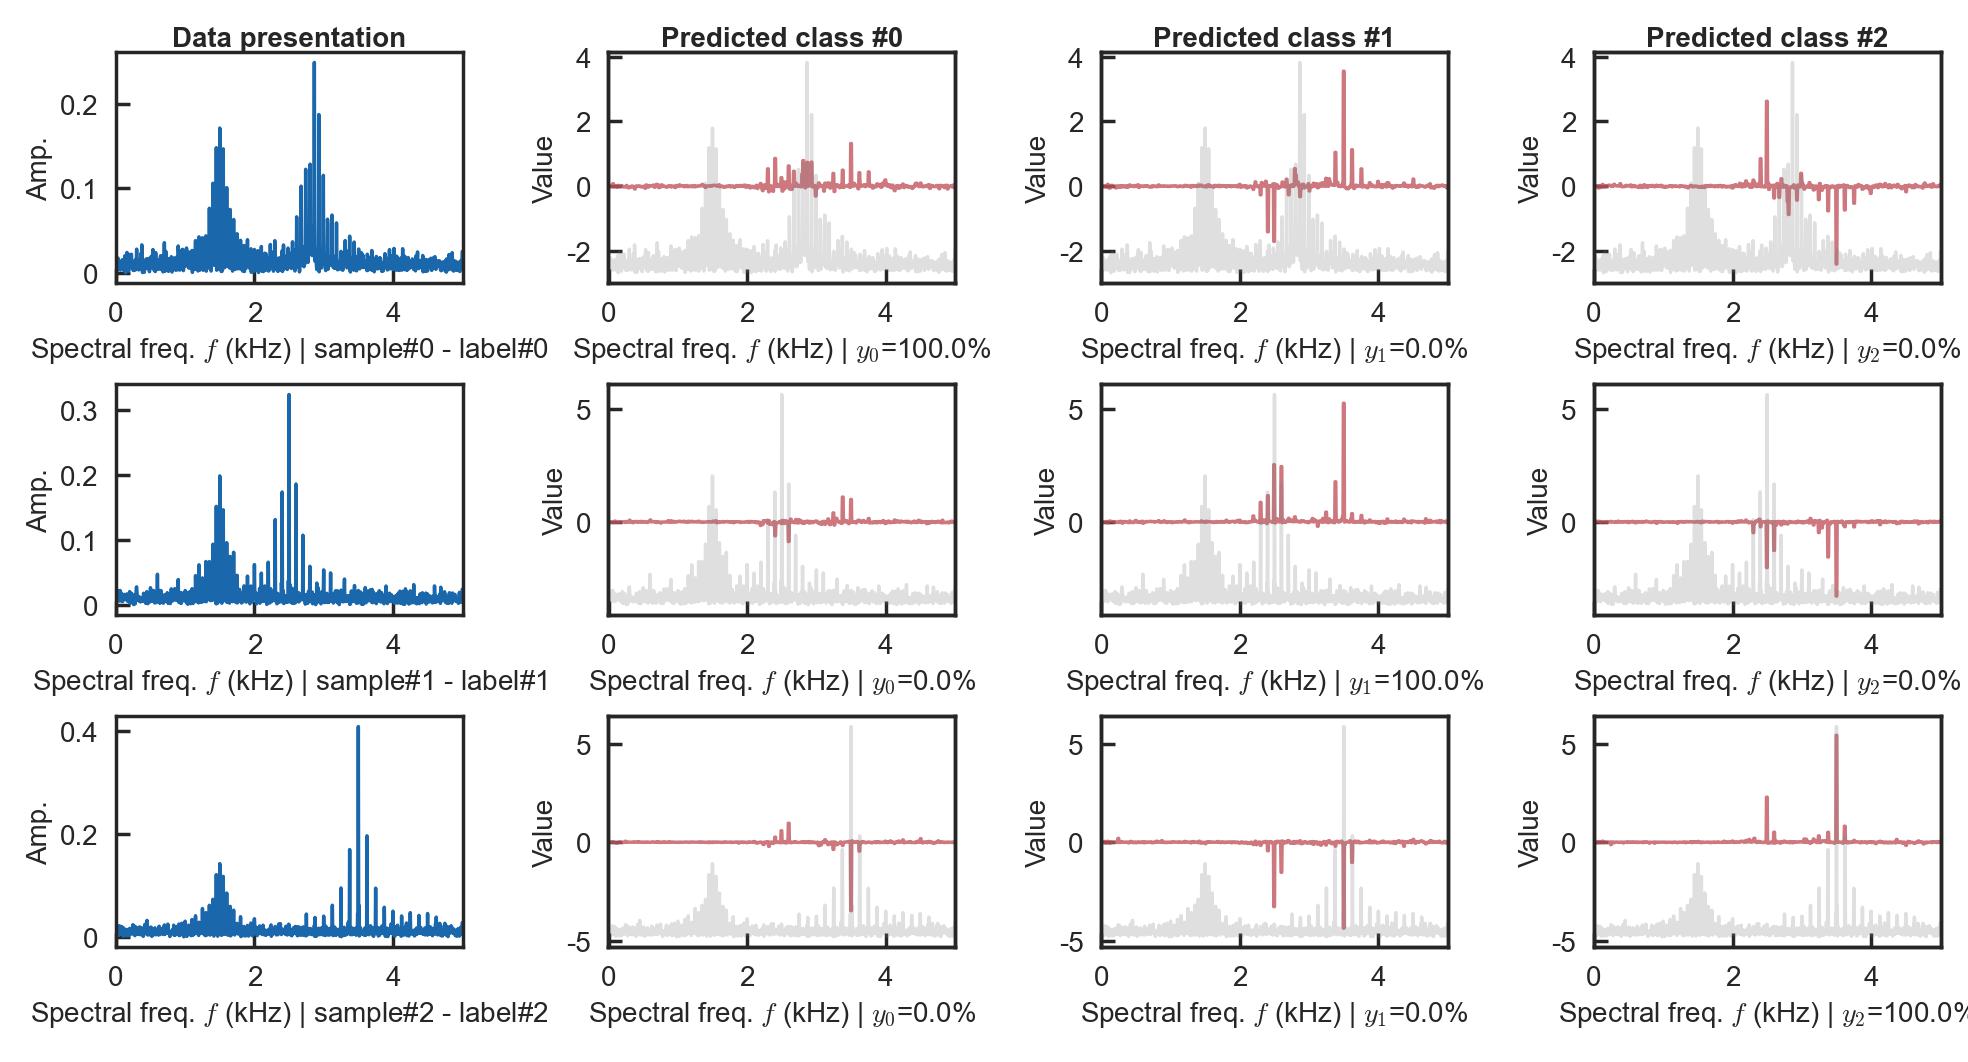 Data presentation Predicted class #0 Predicted class #1 Predicted class #2
Amp. 0.2 0.1 0 0 2 4
Value 4 2 0 -2 0 2 4
Value 4 2 0 -2 0 2 4
Value 4 2 0 -2 0 2 4
Spectral freq. f (kHz) | sample#0 - label#0 Spectral freq. f (kHz) | y₀=100.0% Spectral freq. f (kHz) | y₁=0.0% Spectral freq. f (kHz) | y₂=0.0%
Amp. 0.3 0.2 0.1 0 0 2 4
Value 5 0 0 2 4
Value 5 0 0 2 4
Value 5 0 0 2 4
Spectral freq. f (kHz) | sample#1 - label#1 Spectral freq. f (kHz) | y₀=0.0% Spectral freq. f (kHz) | y₁=100.0% Spectral freq. f (kHz) | y₂=0.0%
Amp. 0.4 0.2 0 0 2 4
Value 5 0 -5 0 2 4
Value 5 0 -5 0 2 4
Value 5 0 -5 0 2 4
Spectral freq. f (kHz) | sample#2 - label#2 Spectral freq. f (kHz) | y₀=0.0% Spectral freq. f (kHz) | y₁=0.0% Spectral freq. f (kHz) | y₂=100.0%